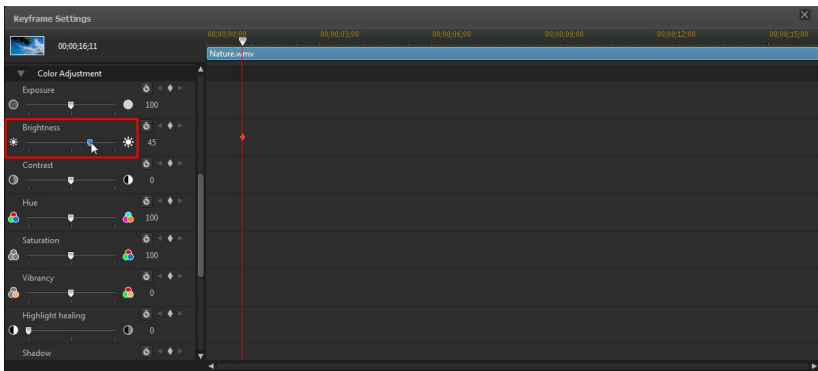 Keyframe Settings
00;00;16;11
00;00;00;00 00;00;03;00 00;00;06;00 00;00;09;00 00;00;12;00 00;00;15;00
Nature.wmv
Color Adjustment
Exposure
100
Brightness
45
Contrast
0
Hue
100
Saturation
100
Vibrancy
0
Highlight healing
0
Shadow